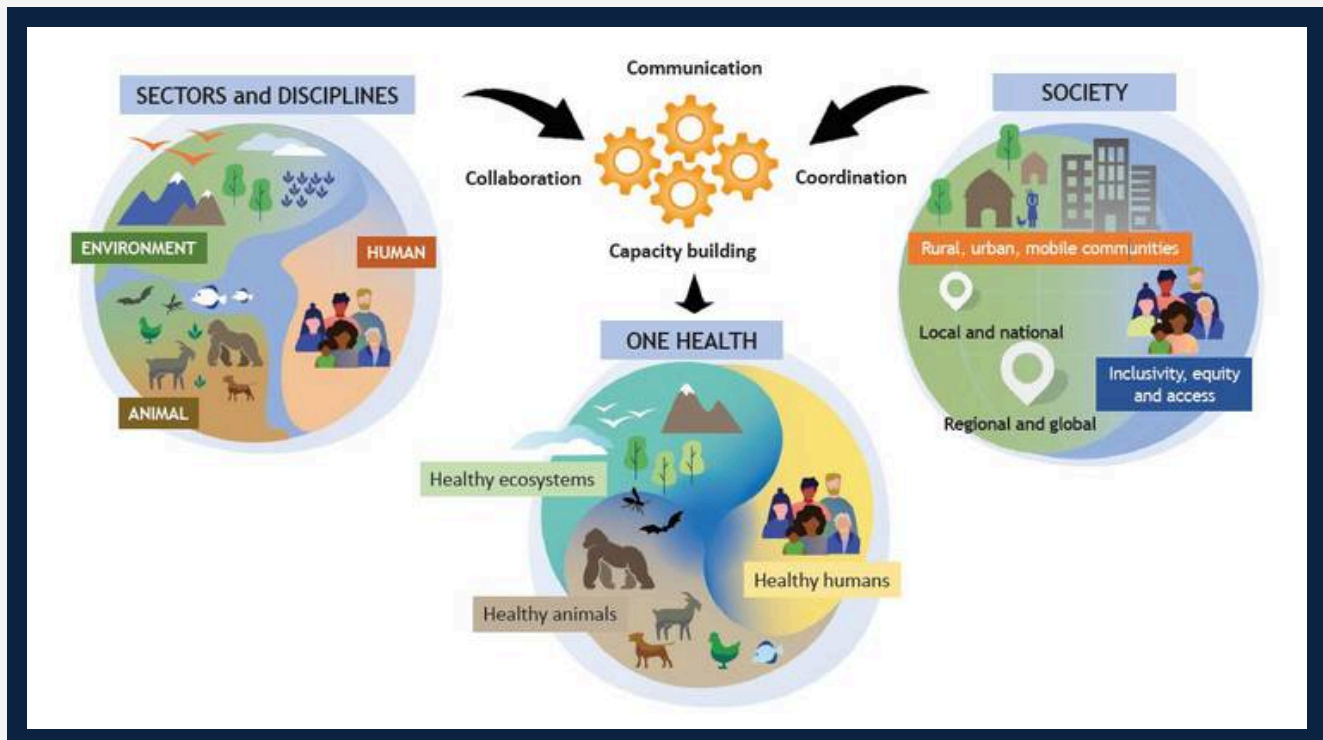 SECTORS and DISCIPLINES
ENVIRONMENT
HUMAN
ANIMAL
Communication
Collaboration
Coordination
Capacity building
SOCIETY
Rural, urban, mobile communities
Local and national
Inclusivity, equity
and access
Regional and global
ONE HEALTH
Healthy ecosystems
Healthy humans
Healthy animals